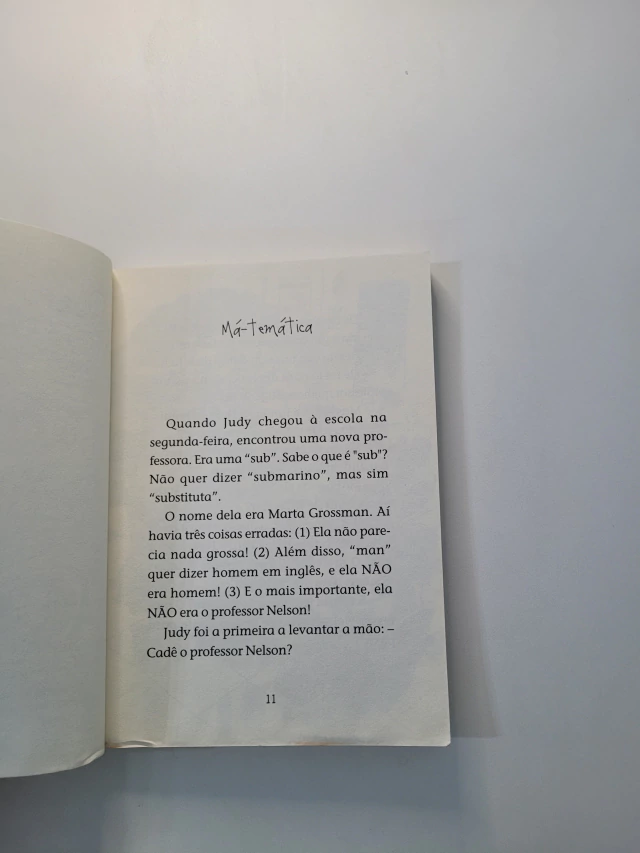 Má-temática
Quando Judy chegou à escola na
segunda-feira, encontrou uma nova pro-
fessora. Era uma “sub”. Sabe o que é "sub"?
Não quer dizer “submarino”, mas sim
“substituta”.
O nome dela era Marta Grossman. Aí
havia três coisas erradas: (1) Ela não pare-
cia nada grossa! (2) Além disso, “man”
quer dizer homem em inglês, e ela NÃO
era homem! (3) E o mais importante, ela
NÃO era o professor Nelson!
Judy foi a primeira a levantar a mão: –
Cadê o professor Nelson?
11